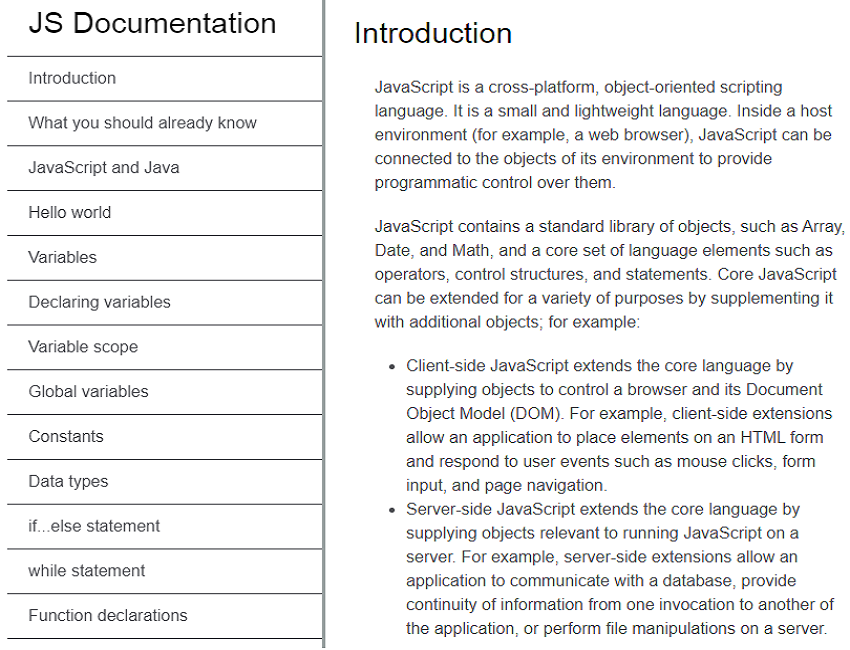 JS Documentation
Introduction
What you should already know
JavaScript and Java
Hello world
Variables
Declaring variables
Variable scope
Global variables
Constants
Data types
if...else statement
while statement
Function declarations
Introduction
JavaScript is a cross-platform, object-oriented scripting
language. It is a small and lightweight language. Inside a host
environment (for example, a web browser), JavaScript can be
connected to the objects of its environment to provide
programmatic control over them.
JavaScript contains a standard library of objects, such as Array,
Date, and Math, and a core set of language elements such as
operators, control structures, and statements. Core JavaScript
can be extended for a variety of purposes by supplementing it
with additional objects; for example:
• Client-side JavaScript extends the core language by
supplying objects to control a browser and its Document
Object Model (DOM). For example, client-side extensions
allow an application to place elements on an HTML form
and respond to user events such as mouse clicks, form
input, and page navigation.
• Server-side JavaScript extends the core language by
supplying objects relevant to running JavaScript on a
server. For example, server-side extensions allow an
application to communicate with a database, provide
continuity of information from one invocation to another of
the application, or perform file manipulations on a server.